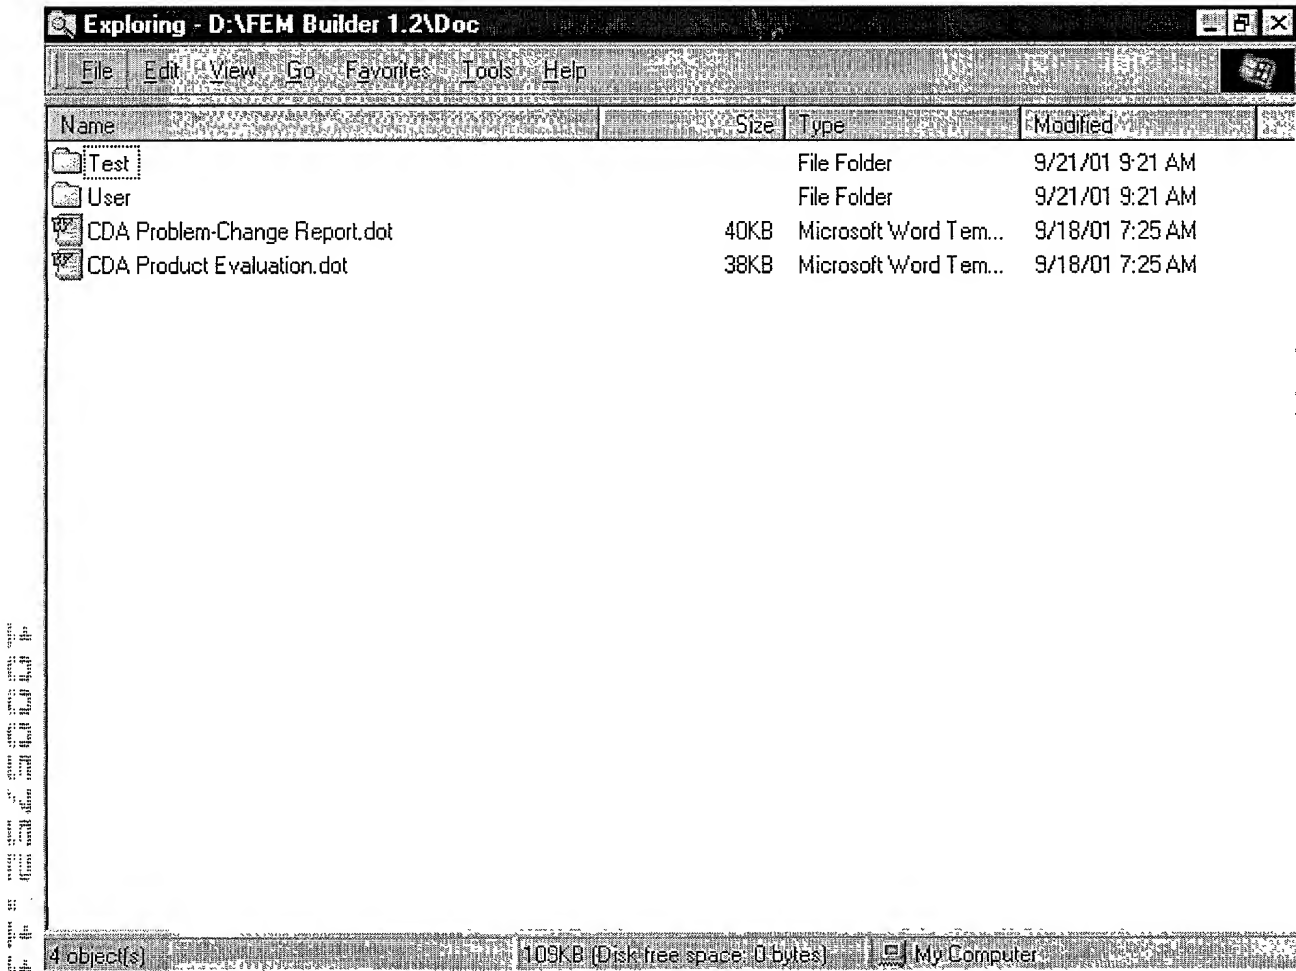 Exploring - D:\FEM Builder 1.2\Doc
File Edit View Go Favorites Tools Help
Name Size Type Modified
Test File Folder 9/21/01 9:21 AM
User File Folder 9/21/01 9:21 AM
CDA Problem-Change Report.dot 40KB Microsoft Word Tem... 9/18/01 7:25 AM
CDA Product Evaluation.dot 38KB Microsoft Word Tem... 9/18/01 7:25 AM
4 object(s) 109KB (Disk free space: 0 bytes) My Computer